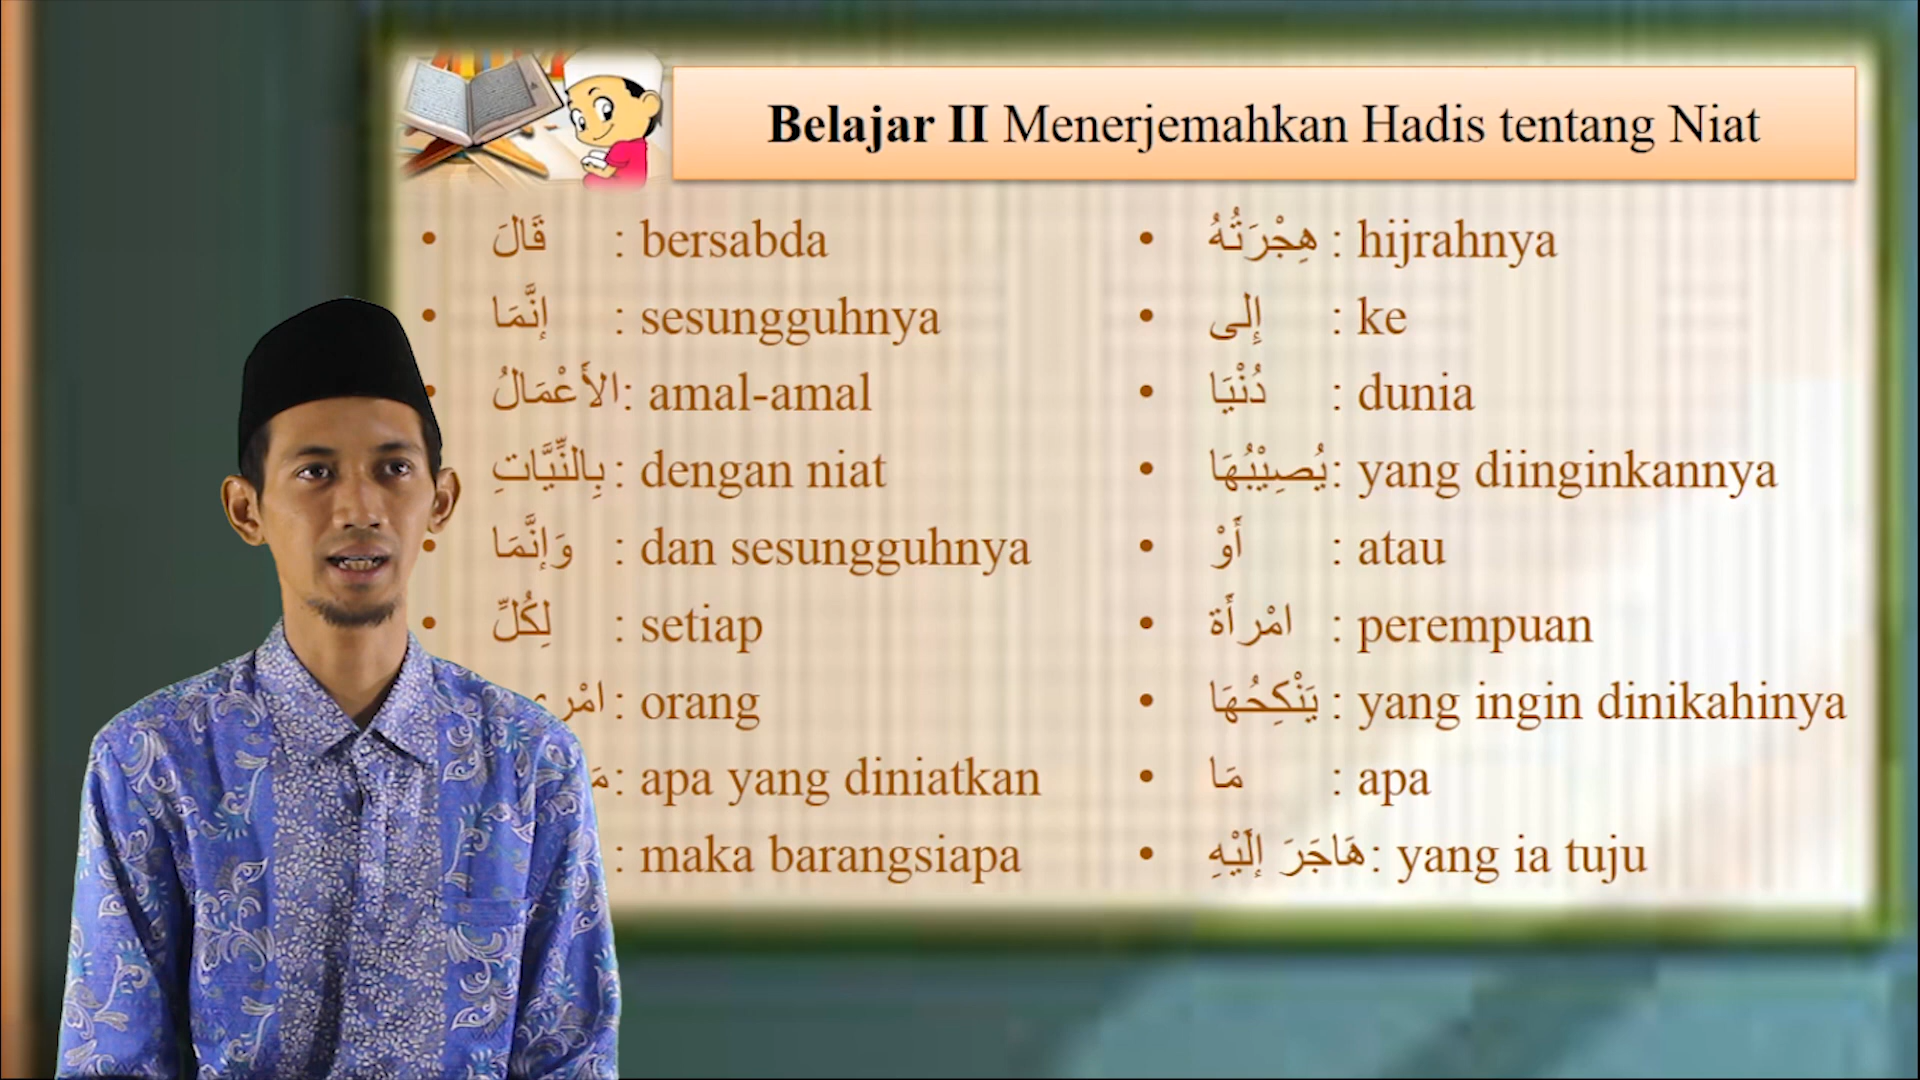 Belajar II Menerjemahkan Hadis tentang Niat
• قَالَ : bersabda
• إِنَّمَا : sesungguhnya
• الأَعْمَالُ: amal-amal
• بِالنِّيَّاتِ : dengan niat
• وَإِنَّمَا : dan sesungguhnya
• لِكُلِّ : setiap
: orang
: apa yang diniatkan
: maka barangsiapa
• هِجْرَتُهُ : hijrahnya
• إِلَى : ke
• دُنْيَا : dunia
• يُصِيْبُهَا: yang diinginkannya
• أَوْ : atau
• امْرأَة : perempuan
• يَنْكِحُهَا : yang ingin dinikahinya
• مَا : apa
• هَاجَرَ إِلَيْهِ: yang ia tuju